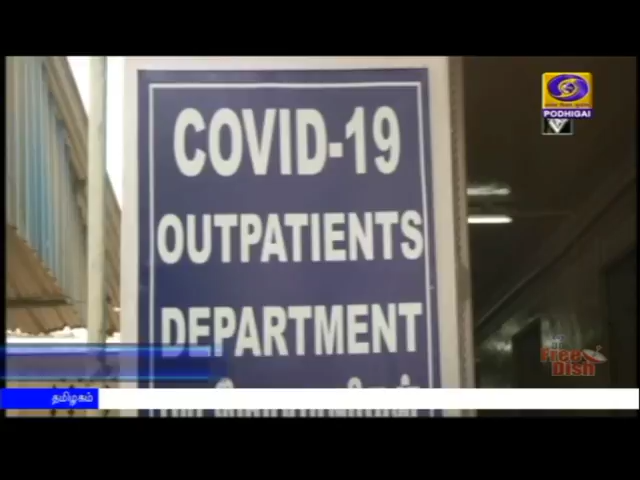 PODHIGAI
COVID-19
OUTPATIENTS
DEPARTMENT
Free
Dish
தமிழகம்